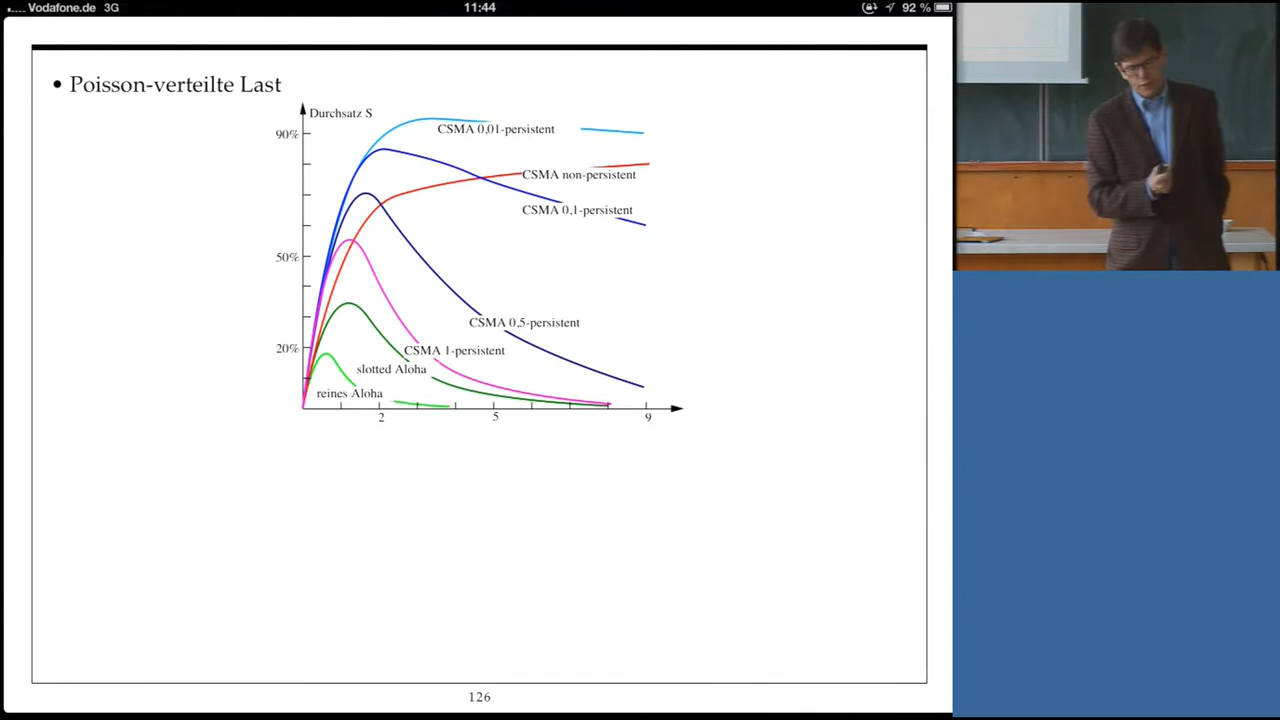 Vodafone.de 3G 11:44 92 %
• Poisson-verteilte Last
Durchsatz S
90%
CSMA 0,01-persistent
CSMA non-persistent
CSMA 0,1-persistent
50%
CSMA 0,5-persistent
20%
CSMA 1-persistent
slotted Aloha
reines Aloha
2 5 9
126